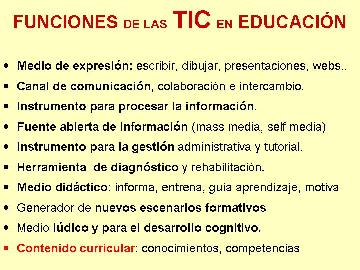 FUNCIONES DE LAS TIC EN EDUCACIÓN
• Medio de expresión: escribir, dibujar, presentaciones, webs..
• Canal de comunicación, colaboración e intercambio.
• Instrumento para procesar la información.
• Fuente abierta de información (mass media, self media)
• Instrumento para la gestión administrativa y tutorial.
• Herramienta de diagnóstico y rehabilitación.
• Medio didáctico: informa, entrena, guía aprendizaje, motiva
• Generador de nuevos escenarios formativos
• Medio lúdico y para el desarrollo cognitivo.
• Contenido curricular: conocimientos, competencias